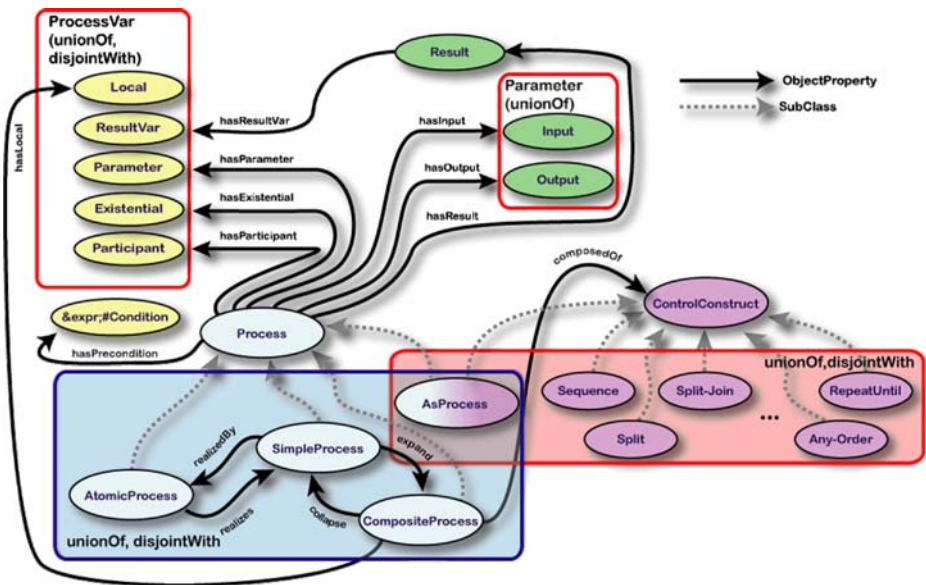 ProcessVar
(unionOf,
disjointWith)
Local
ResultVar
Parameter
Existential
Participant
hasLocal
&expr;#Condition
hasPrecondition
hasResultVar
hasParameter
hasExistential
hasParticipant
Result
Parameter
(unionOf)
Input
Output
hasInput
hasOutput
hasResult
ObjectProperty
SubClass
Process
composedOf
ControlConstruct
unionOf,disjointWith
AsProcess
Sequence
Split-Join
RepeatUntil
...
Split
Any-Order
SimpleProcess
realizedBy
expand
AtomicProcess
realizes
collapse
CompositeProcess
unionOf, disjointWith